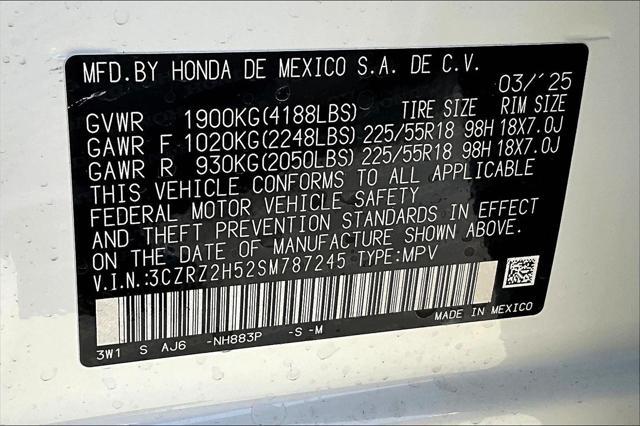 MFD.BY HONDA DE MEXICO S.A. DE C.V.
03/'25
GVWR 1900KG(4188LBS) TIRE SIZE RIM SIZE
GAWR F 1020KG(2248LBS) 225/55R18 98H 18X7.0J
GAWR R 930KG(2050LBS) 225/55R18 98H 18X7.0J
THIS VEHICLE CONFORMS TO ALL APPLICABLE
FEDERAL MOTOR VEHICLE SAFETY
AND THEFT PREVENTION STANDARDS IN EFFECT
ON THE DATE OF MANUFACTURE SHOWN ABOVE.
V.I.N.:3CZRZ2H52SM787245 TYPE:MPV
MADE IN MEXICO
3W1 S AJ6 -NH883P -S -M